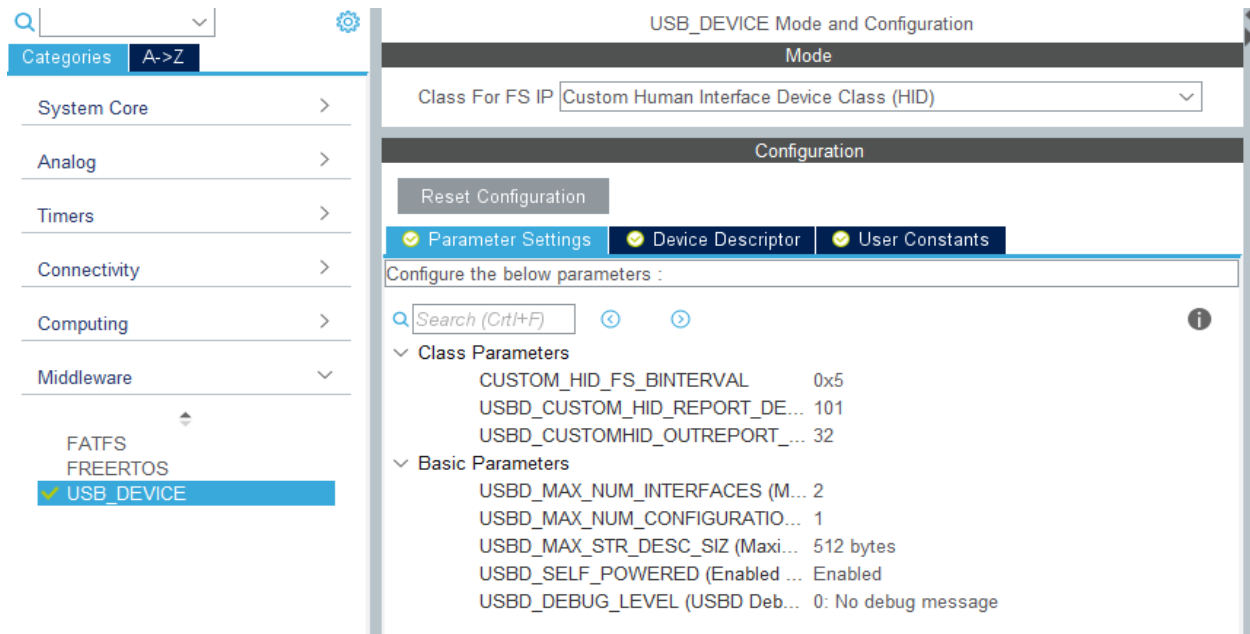 Categories A->Z
System Core
Analog
Timers
Connectivity
Computing
Middleware
FATFS
FREERTOS
USB_DEVICE
USB_DEVICE Mode and Configuration
Mode
Class For FS IP Custom Human Interface Device Class (HID)
Configuration
Reset Configuration
Parameter Settings Device Descriptor User Constants
Configure the below parameters :
Search (Crtl+F)
Class Parameters
CUSTOM_HID_FS_BINTERVAL 0x5
USBD_CUSTOM_HID_REPORT_DE... 101
USBD_CUSTOMHID_OUTREPORT_... 32
Basic Parameters
USBD_MAX_NUM_INTERFACES (M... 2
USBD_MAX_NUM_CONFIGURATIO... 1
USBD_MAX_STR_DESC_SIZ (Maxi... 512 bytes
USBD_SELF_POWERED (Enabled ... Enabled
USBD_DEBUG_LEVEL (USBD Deb... 0: No debug message